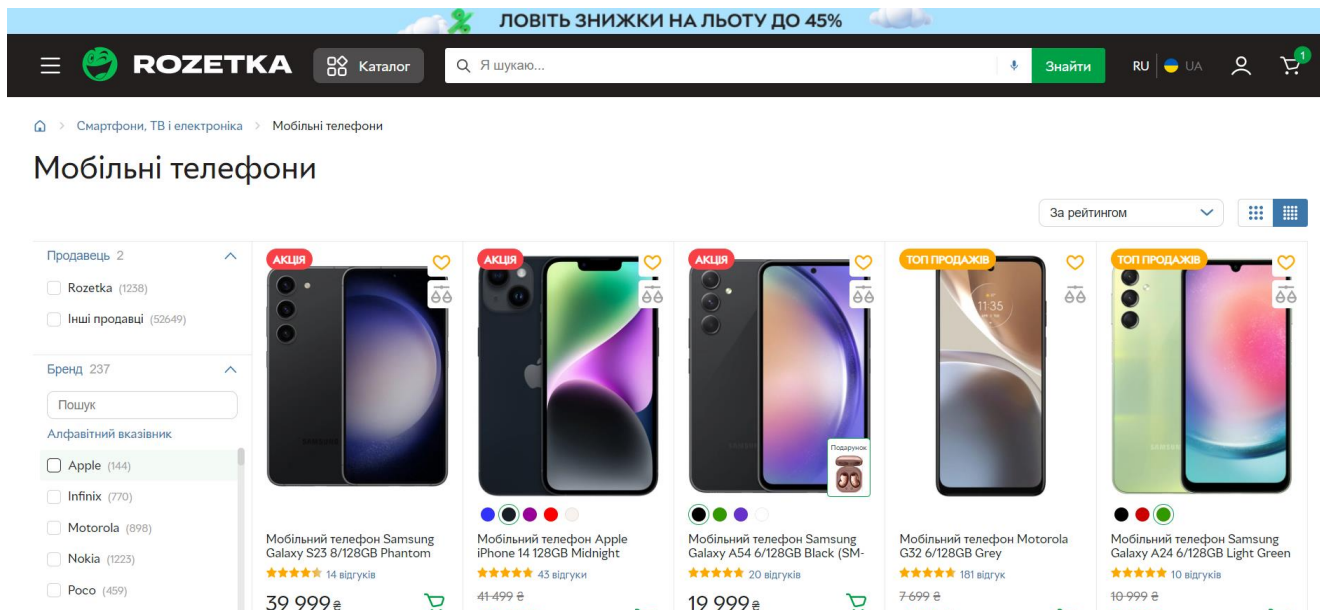 ЛОВІТЬ ЗНИЖКИ НА ЛЬОТУ ДО 45%
ROZETKA
Каталог
Я шукаю...
Знайти
RU
UA
1
Смартфони, ТВ і електроніка > Мобільні телефони
Мобільні телефони
За рейтингом
Продавець 2
Rozetka (1238)
Інші продавці (52649)
Бренд 237
Пошук
Алфавітний вказівник
Apple (144)
Infinix (770)
Motorola (898)
Nokia (1223)
Poco (459)
АКЦІЯ
SAMSUNG
Мобільний телефон Samsung
Galaxy S23 8/128GB Phantom
14 відгуків
39 999₴
АКЦІЯ
Мобільний телефон Apple
iPhone 14 128GB Midnight
43 відгуки
41 499 ₴
АКЦІЯ
Подарунок
Мобільний телефон Samsung
Galaxy A54 6/128GB Black (SM-
20 відгуків
19 999₴
ТОП ПРОДАЖІВ
11:35
Мобільний телефон Motorola
G32 6/128GB Grey
181 відгук
7 699 ₴
ТОП ПРОДАЖІВ
SAMSUNG
Мобільний телефон Samsung
Galaxy A24 6/128GB Light Green
10 відгуків
10 999 ₴